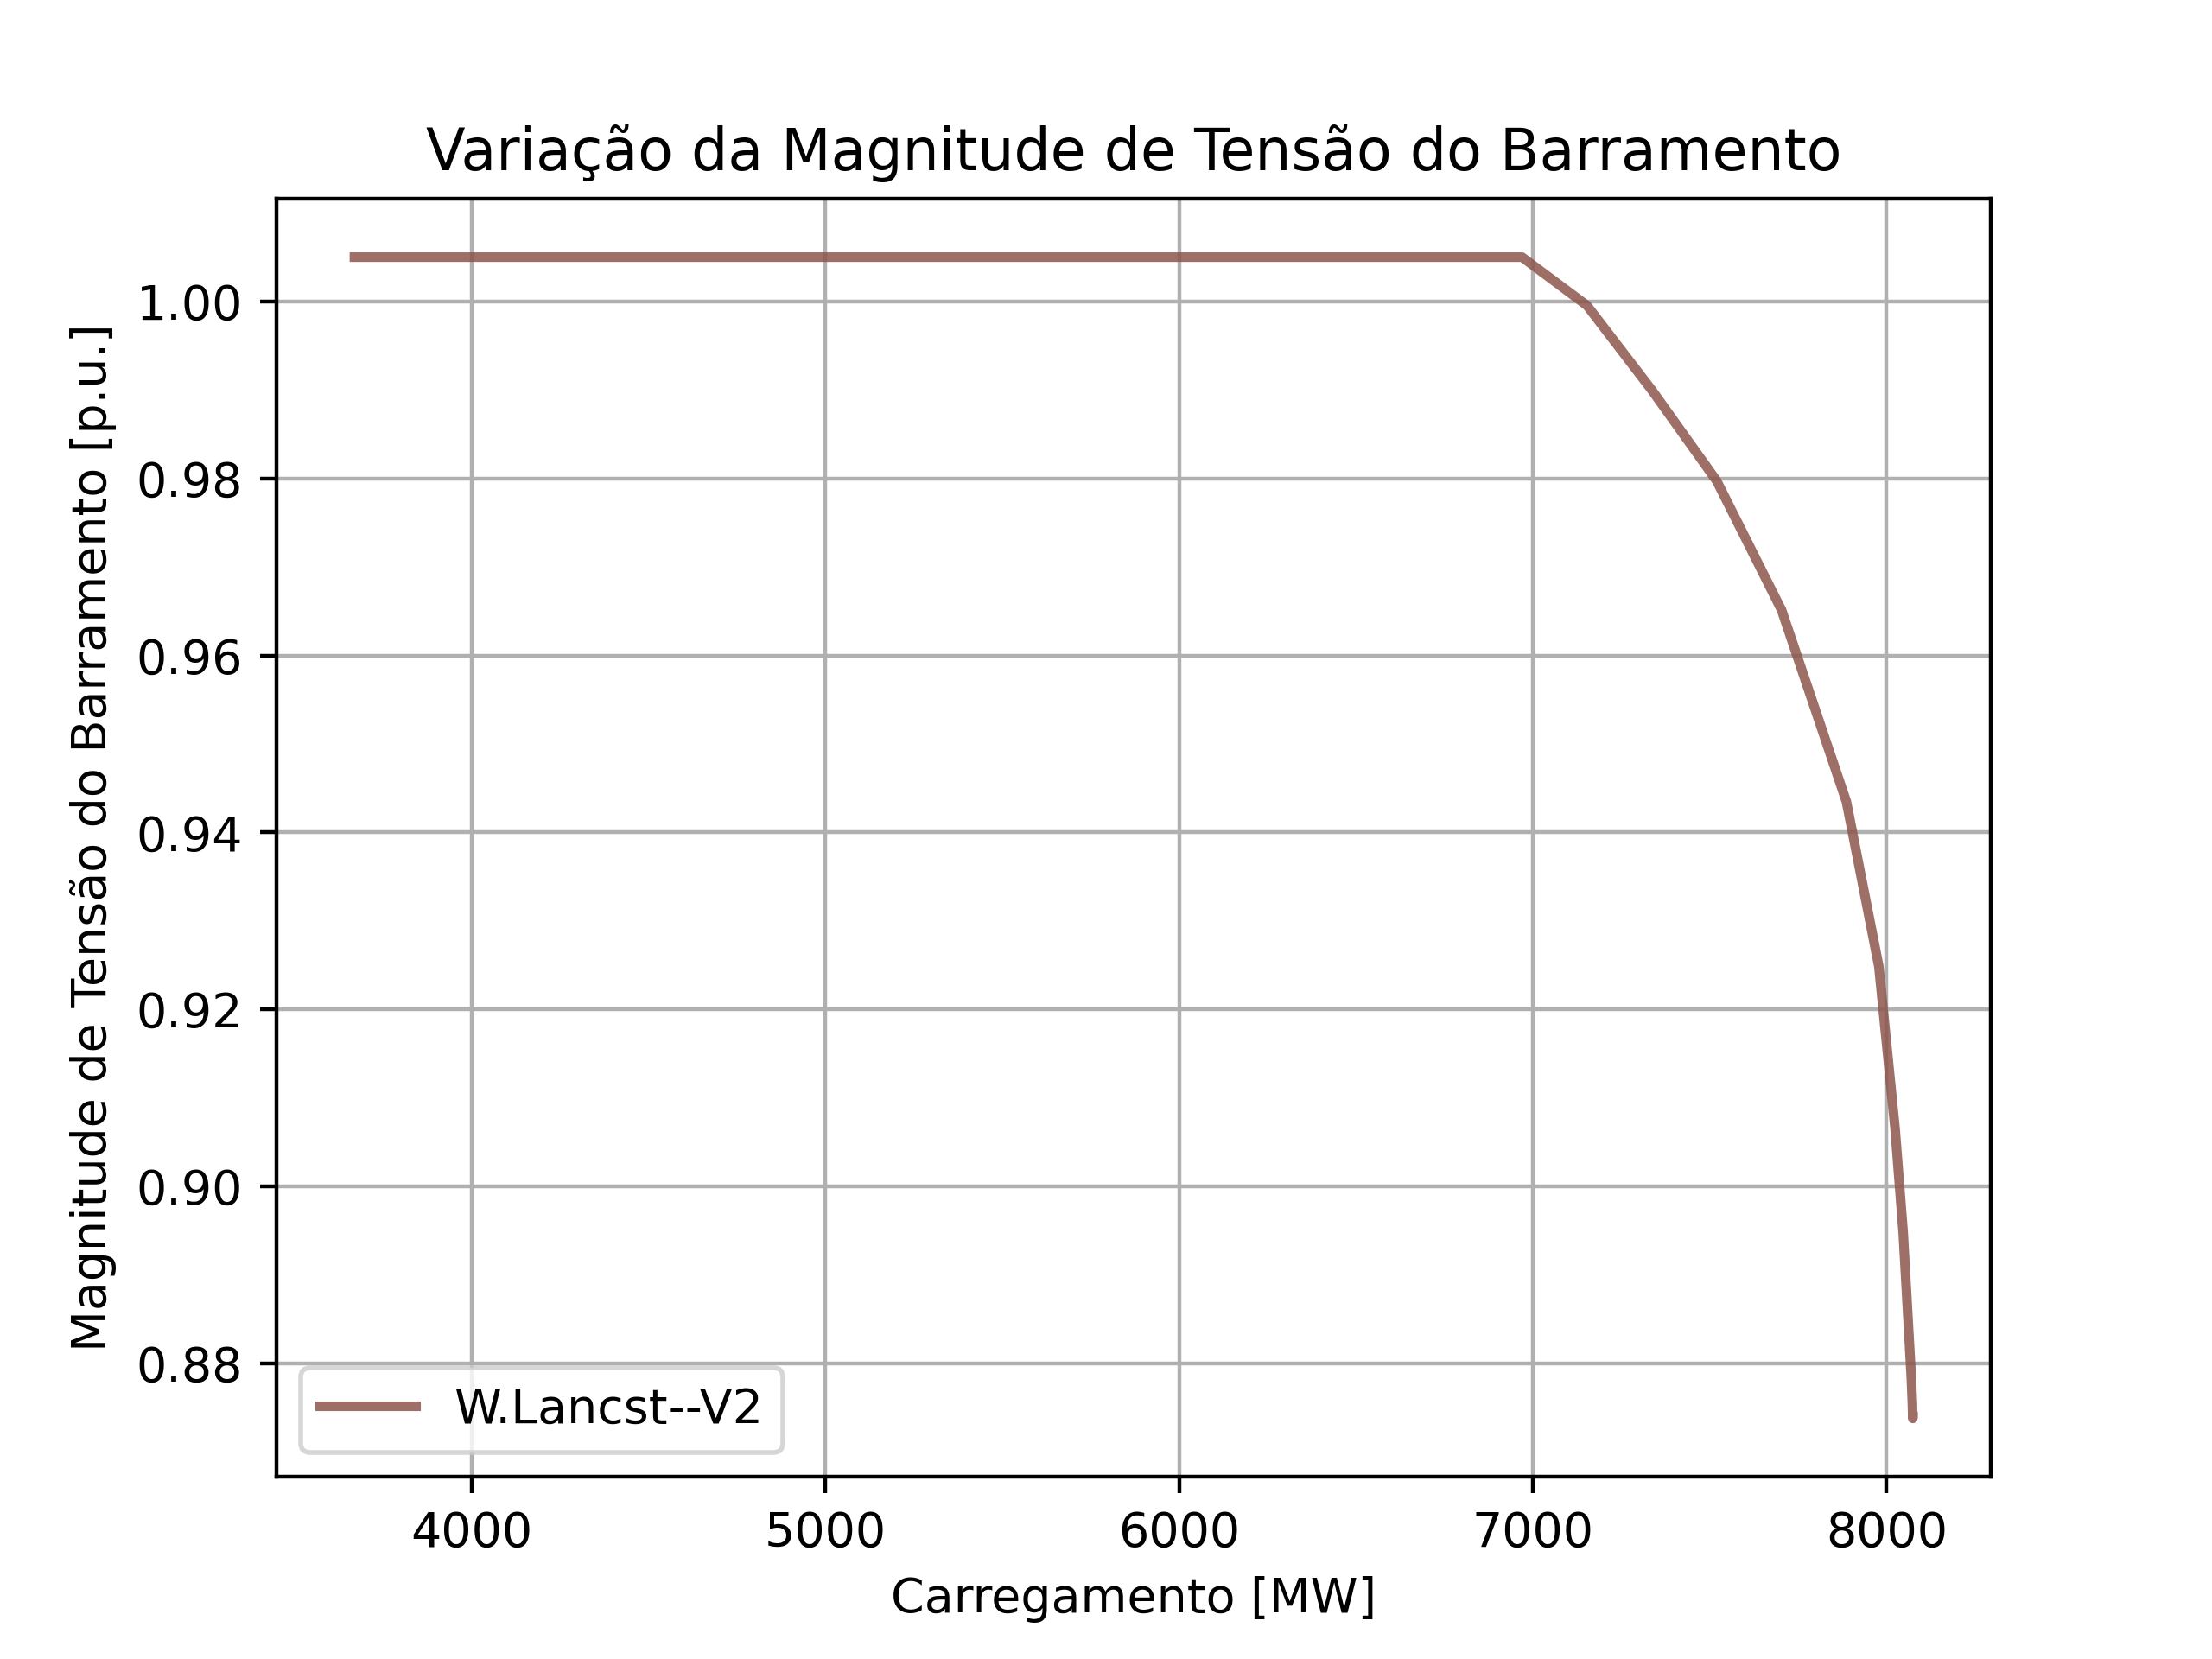 Variação da Magnitude de Tensão do Barramento
Magnitude de Tensão do Barramento [p.u.]
1.00
0.98
0.96
0.94
0.92
0.90
0.88
W.Lancst--V2
4000 5000 6000 7000 8000
Carregamento [MW]